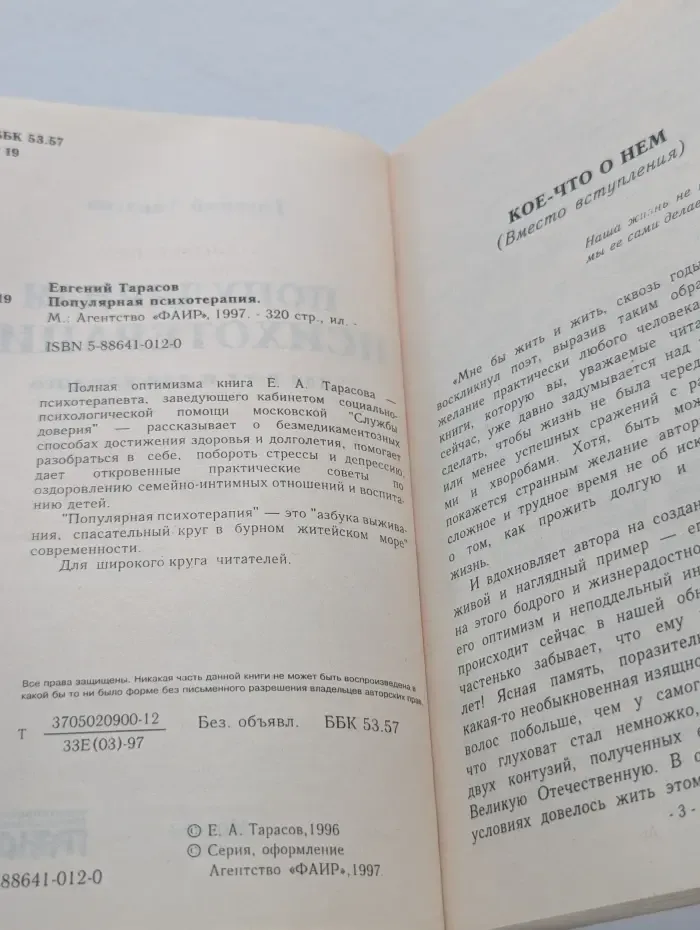 ББК 53.57
19
19
Евгений Тарасов
Популярная психотерапия.
М.: Агентство «ФАИР», 1997. - 320 стр., ил. .
ISBN 5-88641-012-0
Полная оптимизма книга Е. А. Тарасова —
психотерапевта, заведующего кабинетом социально-
психологической помощи московской "Службы
доверия" — рассказывает о безмедикаментозных
способах достижения здоровья и долголетия, помогает
разобраться в себе, побороть стрессы и депрессию,
дает откровенные практические советы по
оздоровлению семейно-интимных отношений и воспита-
нию детей.
"Популярная психотерапия" — это "азбука выжива-
ния, спасательный круг в бурном житейском море"
современности.
Для широкого круга читателей.
Все права защищены. Никакая часть данной книги не может быть воспроизведена в
какой бы то ни было форме без письменного разрешения владельцев авторских прав.
Т 3705020900-12 Без. объявл. ББК 53.57
33Е(03)-97
© Е. А. Тарасов, 1996
© Серия, оформление
Агентство «ФАИР», 1997.
88641-012-0
КОЕ-ЧТО О НЕМ
(Вместо вступления)
Наша жизнь не
мы ее сами делае
«Мне бы жить и жить, сквозь годы
воскликнул поэт, выразив таким обра
желание практически любого человека
книги, которую вы, уважаемые чита
сейчас, уже давно задумывается над
сделать, чтобы жизнь не была черед
или менее успешных сражений с ра
ми и хворобами. Хотя, быть мож
покажется странным желание автор
сложное и трудное время не об иск
о том, как прожить долгую и
жизнь.
И вдохновляет автора на создан
живой и наглядный пример — ег
на этого бодрого и жизнерадостно
его оптимизм и неподдельный ин
происходит сейчас в нашей обн
частенько забывает, что ему
лет! Ясная память, поразител
какая-то необыкновенная изящнос
волос побольше, чем у самог
что глуховат стал немножко,
двух контузий, полученных в
Великую Отечественную. В с
условиях довелось жить этом
- 3 -